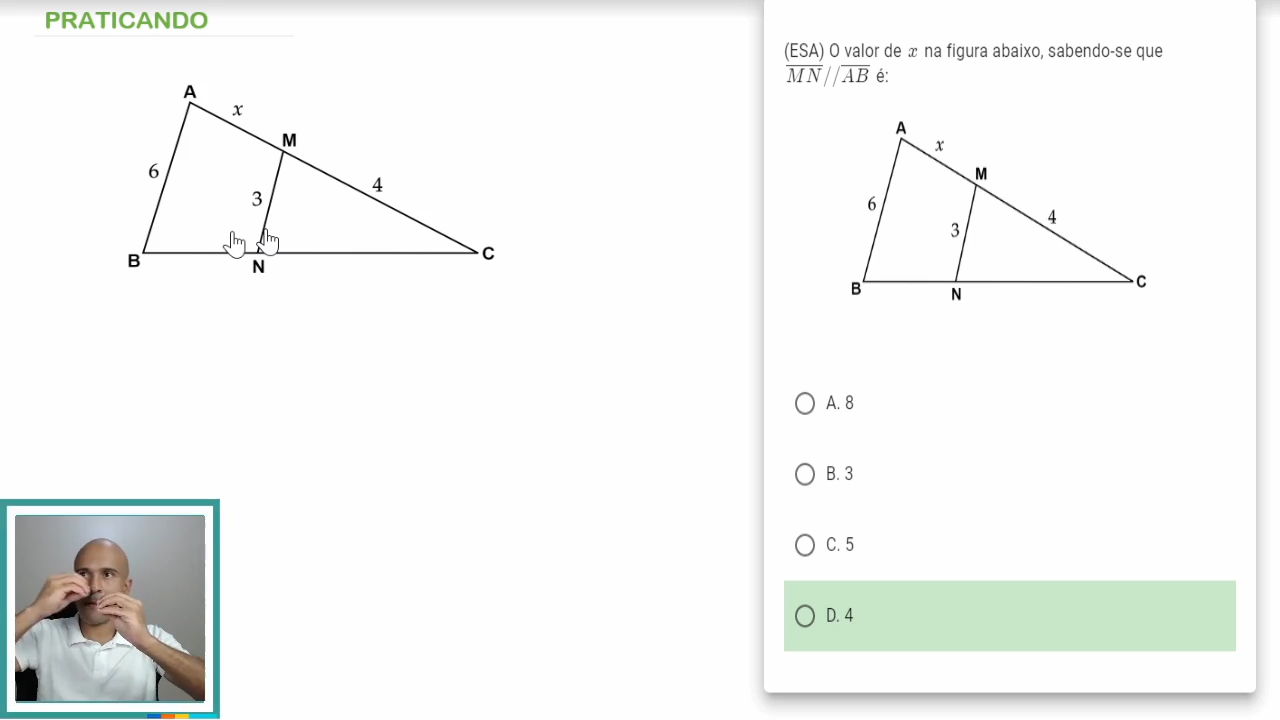 PRATICANDO
A
x
M
6
3
4
B
N
C
(ESA) O valor de x na figura abaixo, sabendo-se que
MN//AB é:
A
x
M
6
3
4
B
N
C
A. 8
B. 3
C. 5
D. 4